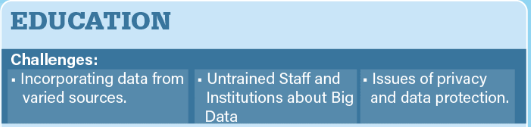 EDUCATION
Challenges:
• Incorporating data from
varied sources.
• Untrained Staff and
Institutions about Big
Data
• Issues of privacy
and data protection.